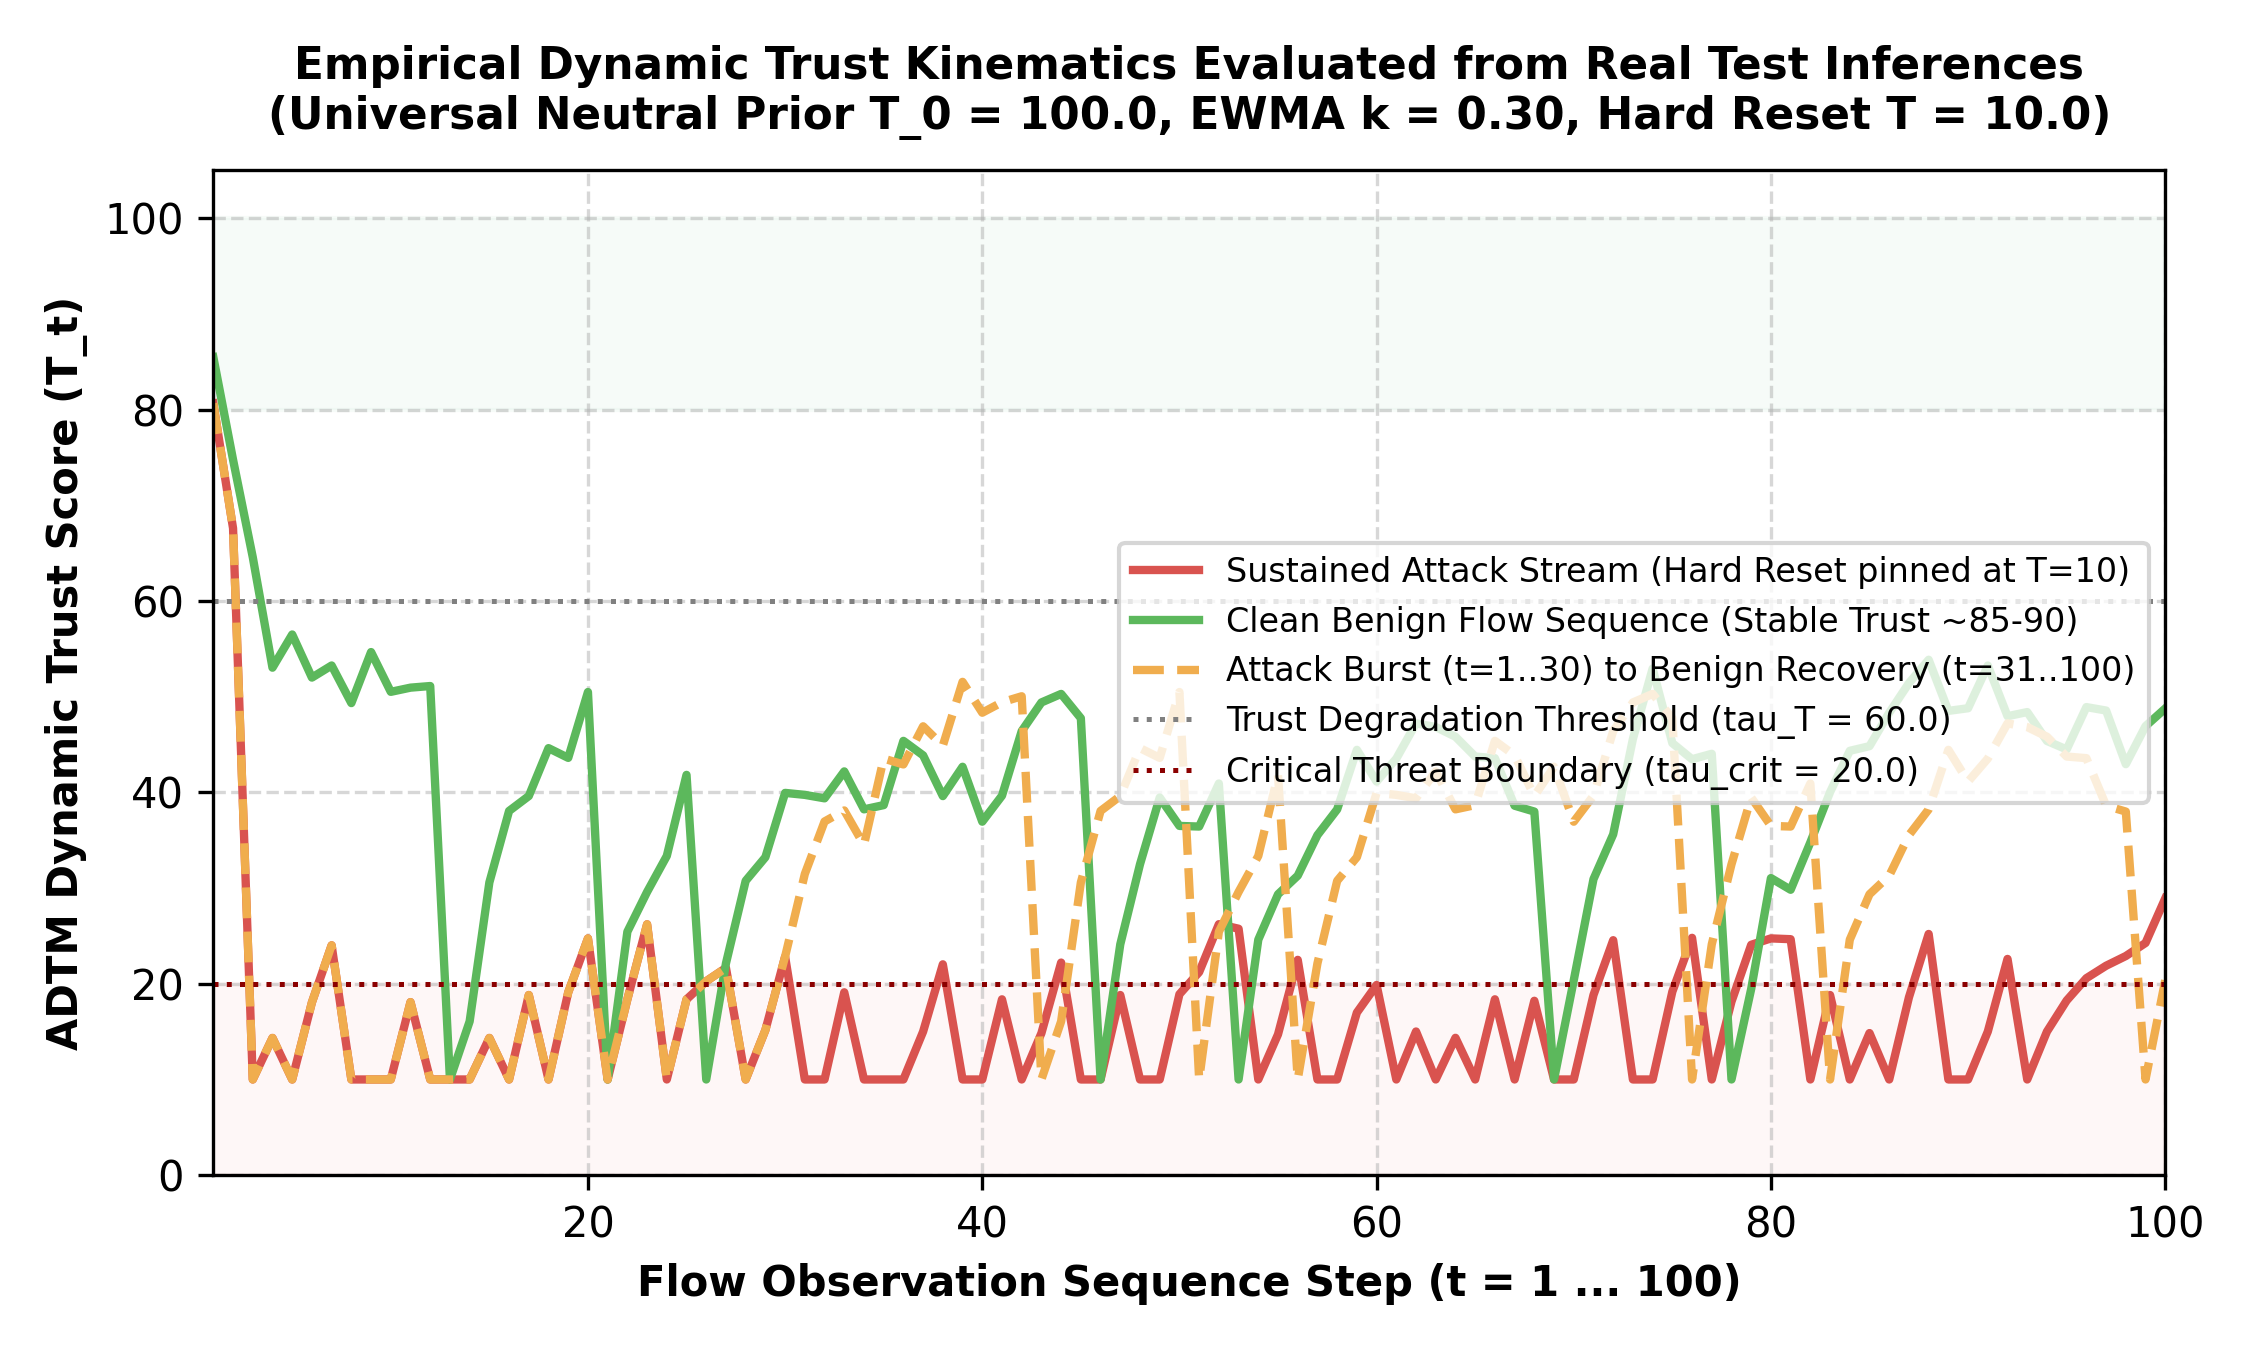 Empirical Dynamic Trust Kinematics Evaluated from Real Test Inferences
(Universal Neutral Prior T_0 = 100.0, EWMA k = 0.30, Hard Reset T = 10.0)
ADTM Dynamic Trust Score (T_t)
100
80
60
40
20
0
Sustained Attack Stream (Hard Reset pinned at T=10)
Clean Benign Flow Sequence (Stable Trust ~85-90)
Attack Burst (t=1..30) to Benign Recovery (t=31..100)
Trust Degradation Threshold (tau_T = 60.0)
Critical Threat Boundary (tau_crit = 20.0)
20
40
60
80
100
Flow Observation Sequence Step (t = 1 ... 100)